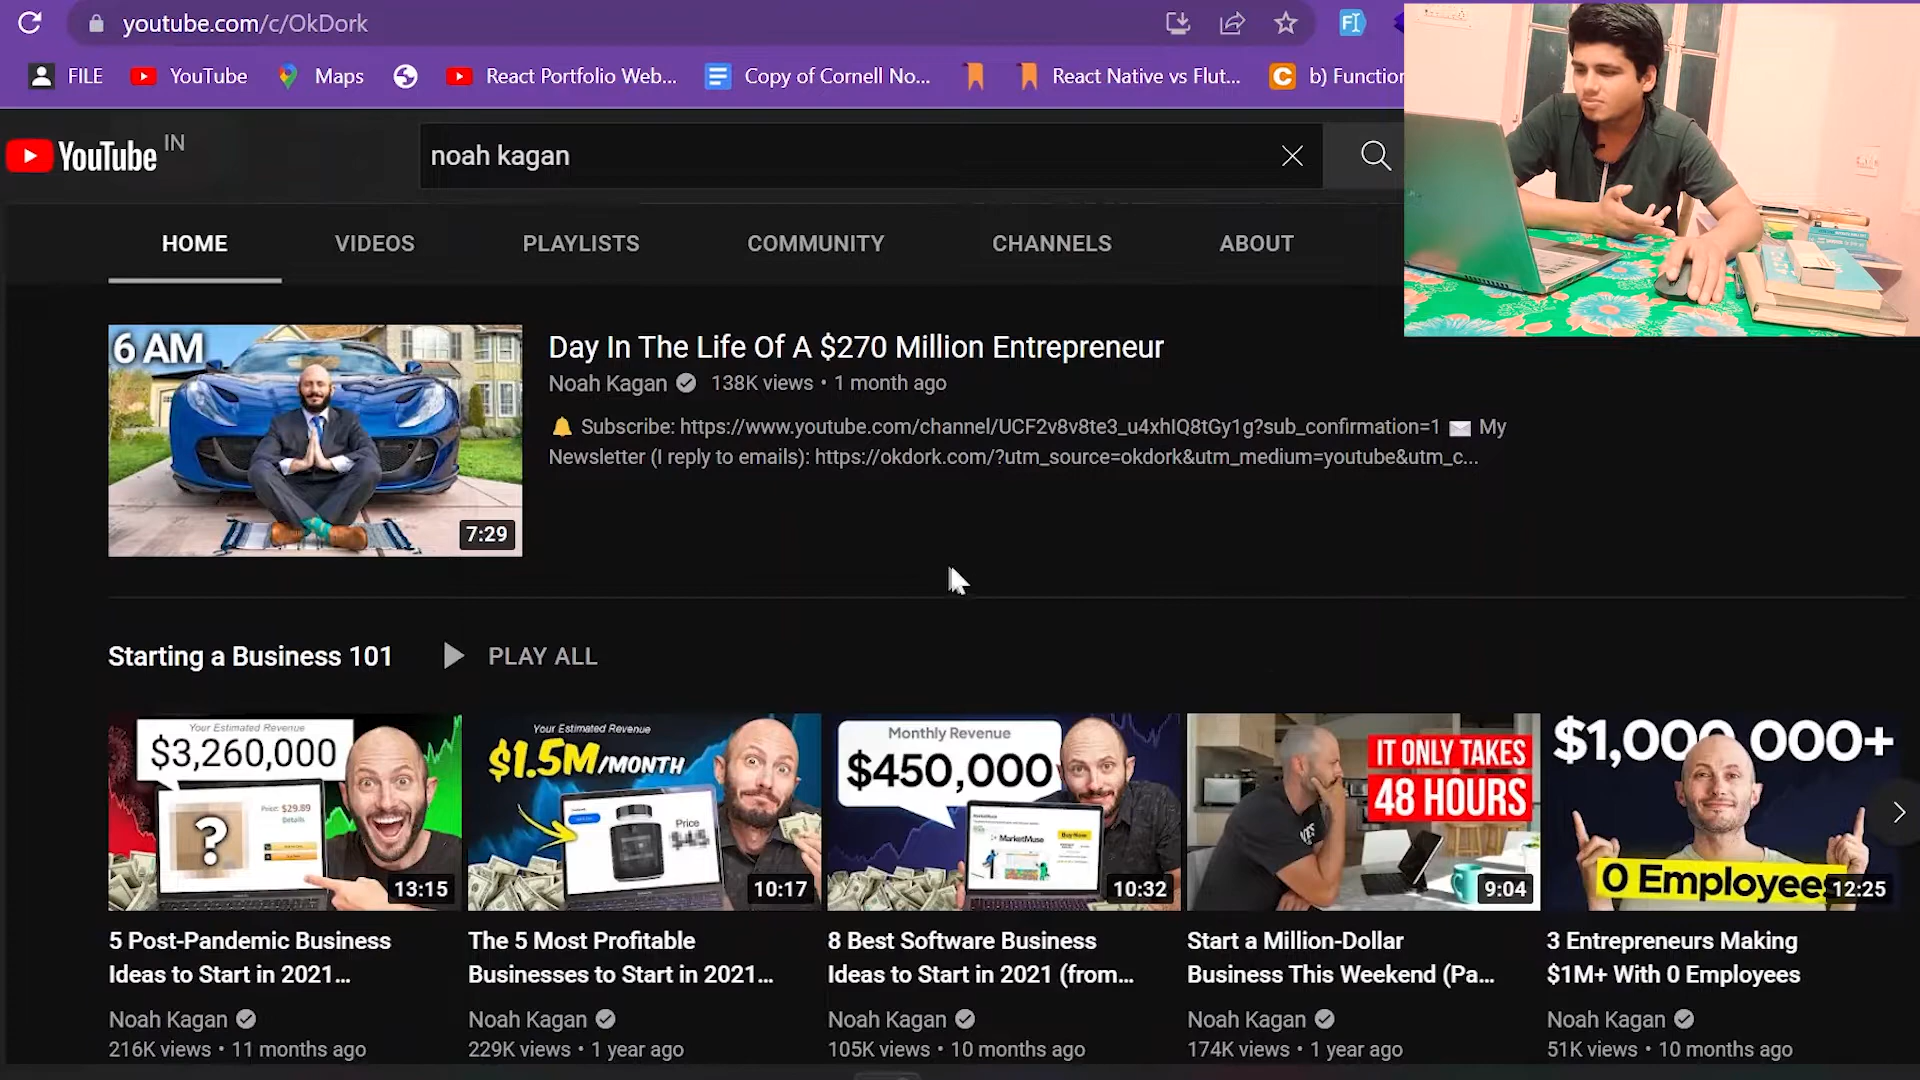 youtube.com/c/OkDork
FILE
YouTube
Maps
React Portfolio Web...
Copy of Cornell No...
React Native vs Flut...
b) Function
YouTube IN
noah kagan
HOME
VIDEOS
PLAYLISTS
COMMUNITY
CHANNELS
ABOUT
6 AM
7:29
Day In The Life Of A $270 Million Entrepreneur
Noah Kagan 138K views • 1 month ago
🔔 Subscribe: https://www.youtube.com/channel/UCF2v8v8te3_u4xhIQ8tGy1g?sub_confirmation=1 ✉️ My
Newsletter (I reply to emails): https://okdork.com/?utm_source=okdork&utm_medium=youtube&utm_c...
Starting a Business 101
PLAY ALL
Your Estimated Revenue
$3,260,000
Price: $29.89
Details
?
13:15
Your Estimated Revenue
$1.5M/MONTH
Price
10:17
Monthly Revenue
$450,000
MarketMuse
Buy Now
10:32
IT ONLY TAKES
48 HOURS
9:04
$1,000,000+
0 Employees
12:25
5 Post-Pandemic Business
Ideas to Start in 2021...
Noah Kagan
216K views • 11 months ago
The 5 Most Profitable
Businesses to Start in 2021...
Noah Kagan
229K views • 1 year ago
8 Best Software Business
Ideas to Start in 2021 (from...
Noah Kagan
105K views • 10 months ago
Start a Million-Dollar
Business This Weekend (Pa...
Noah Kagan
174K views • 1 year ago
3 Entrepreneurs Making
$1M+ With 0 Employees
Noah Kagan
51K views • 10 months ago